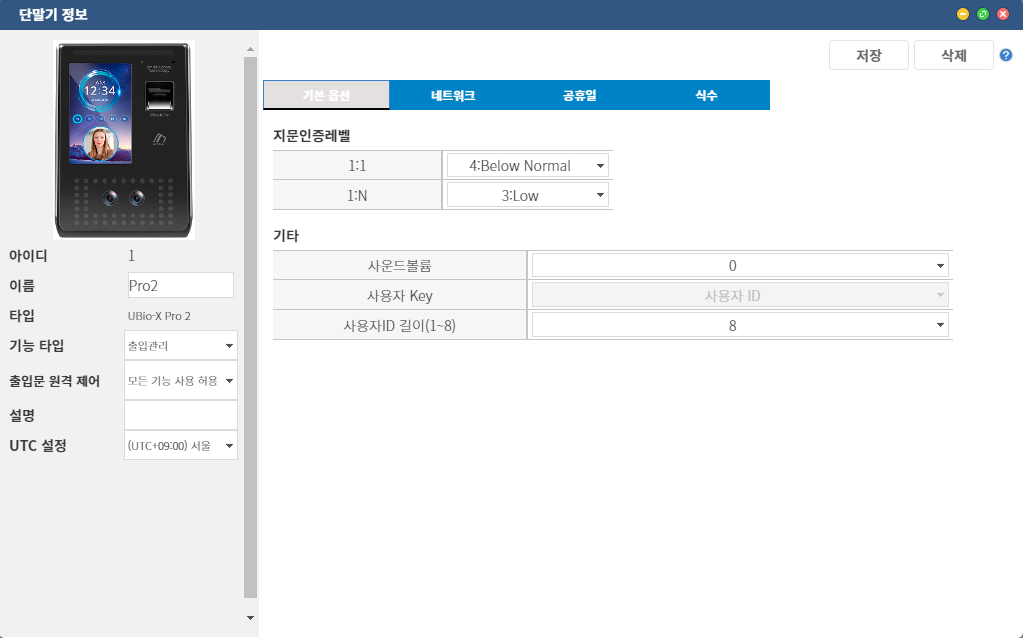 단말기 정보
저장
삭제
?
12:34
기본 옵션
네트워크
공휴일
식수
지문인증레벨
1:1
4:Below Normal
1:N
3:Low
기타
사운드볼륨
0
사용자 Key
사용자 ID
사용자ID 길이(1~8)
8
아이디
1
이름
Pro2
타입
UBio-X Pro 2
기능 타입
출입관리
출입문 원격 제어
모든 기능 사용 허용
설명
UTC 설정
(UTC+09:00) 서울